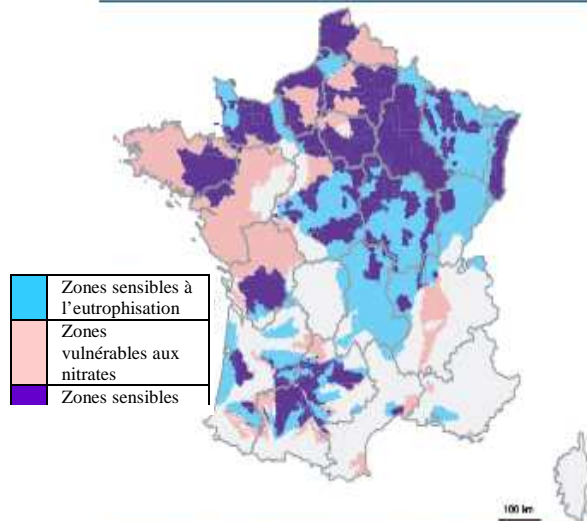 Zones sensibles à
l'eutrophisation
Zones
vulnérables aux
nitrates
Zones sensibles
100 km